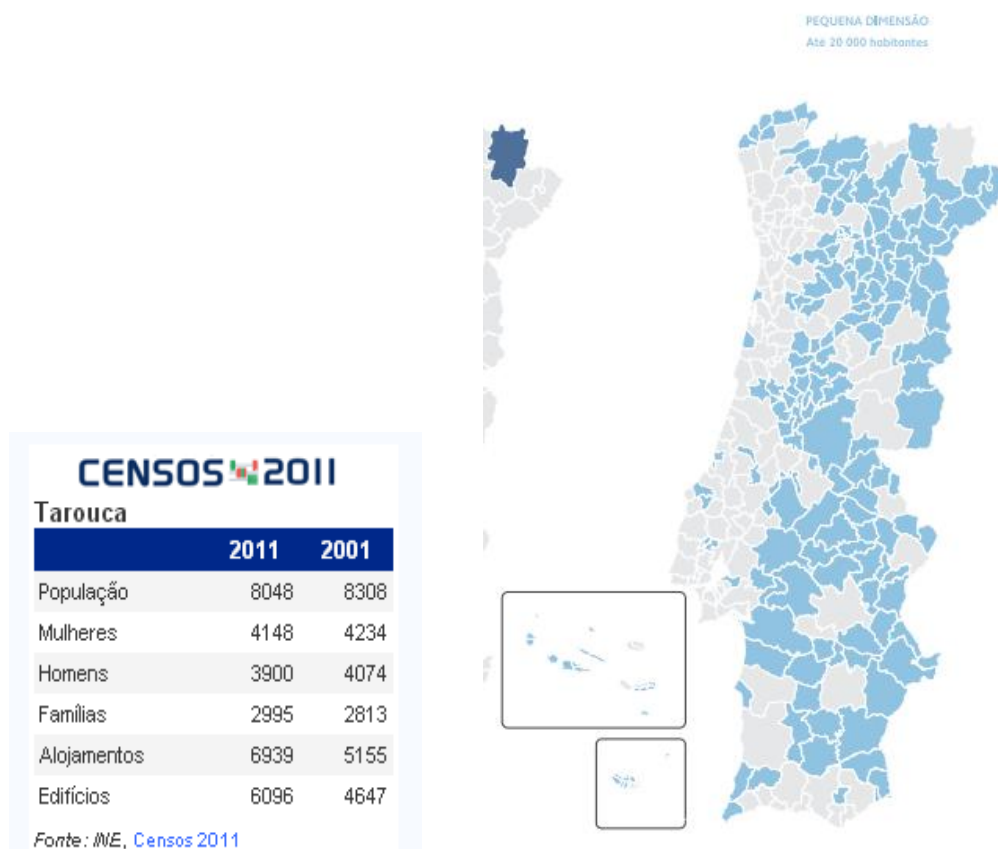 PEQUENA DIMENSÃO
Até 20 000 habitantes
CENSOS 2011
Tarouca
2011 2001
População 8048 8308
Mulheres 4148 4234
Homens 3900 4074
Famílias 2995 2813
Alojamentos 6939 5155
Edifícios 6096 4647
Fonte: INE, Censos 2011